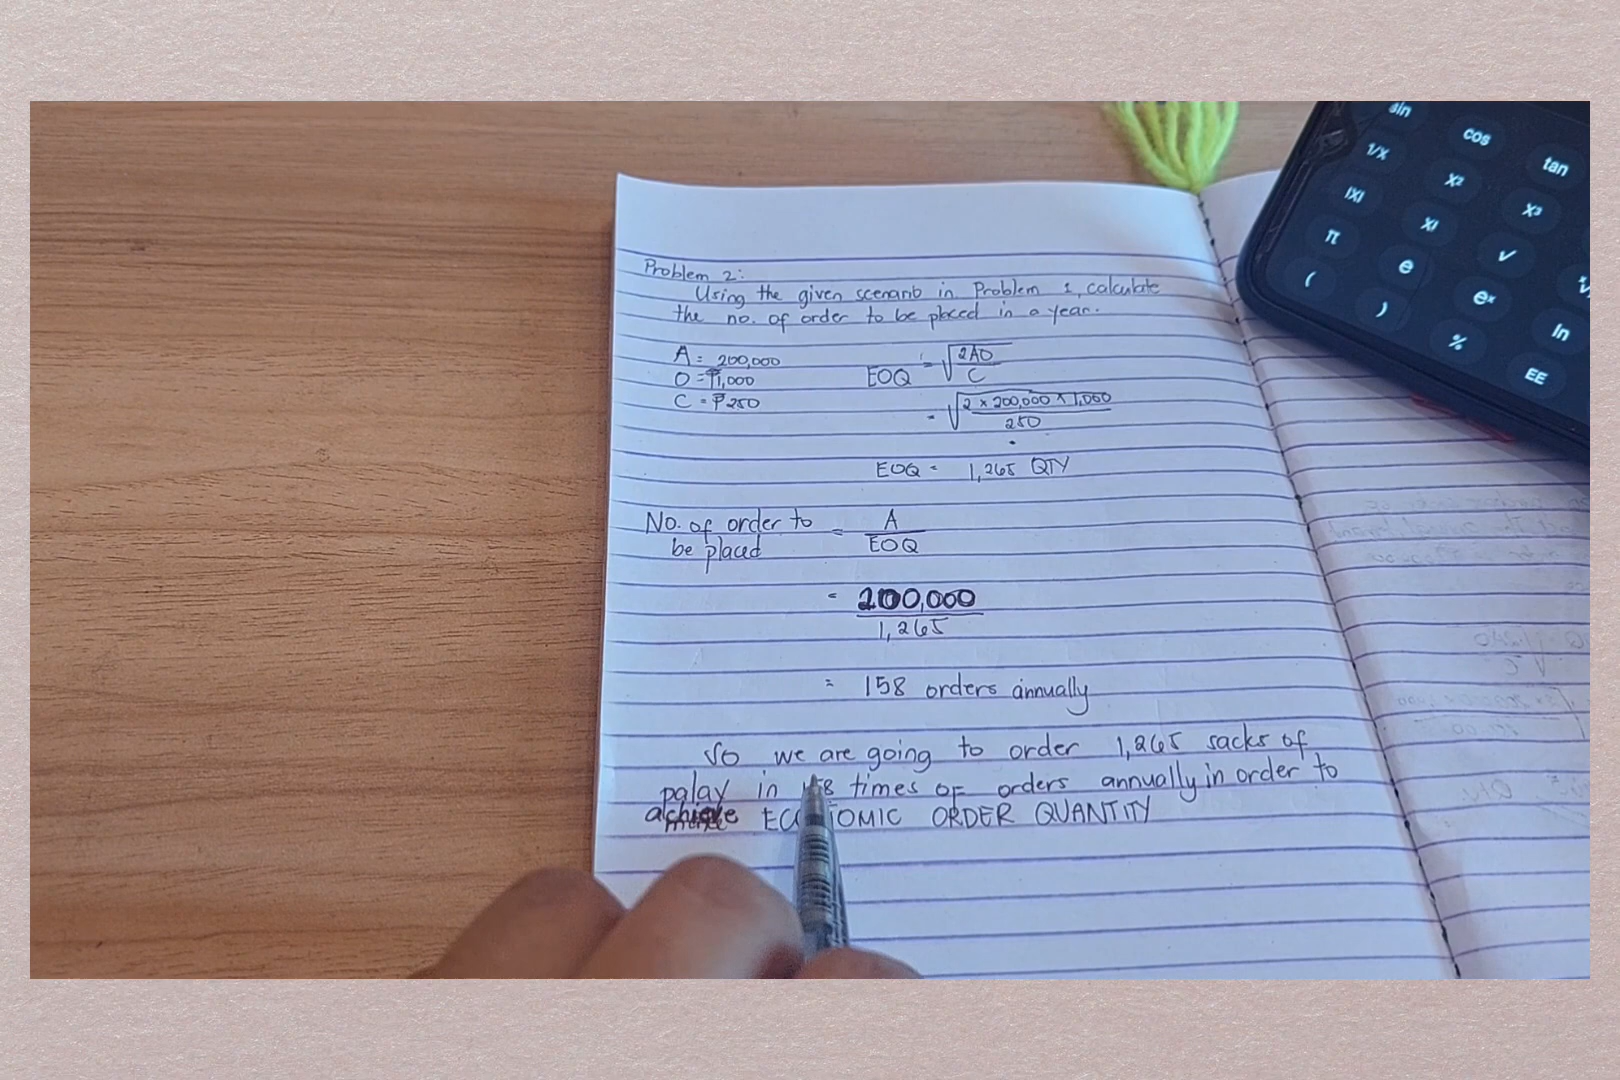 sin cos tan
1/x x² x³
|x| x! √
π e eˣ ln
( ) % EE
Problem 2:
Using the given scenario in Problem 1, calculate
the no. of order to be placed in a year.
A = 200,000
O = ₱1,000
C = ₱250
EOQ = √2AO
C
= √2 × 200,000 × 1,000
250
EOQ = 1,265 QTY
No. of order to = A
be placed EOQ
= 200,000
1,265
= 158 orders annually
So we are going to order 1,265 sacks of
palay in times of orders annually in order to
achieve ORDER QUANTITY